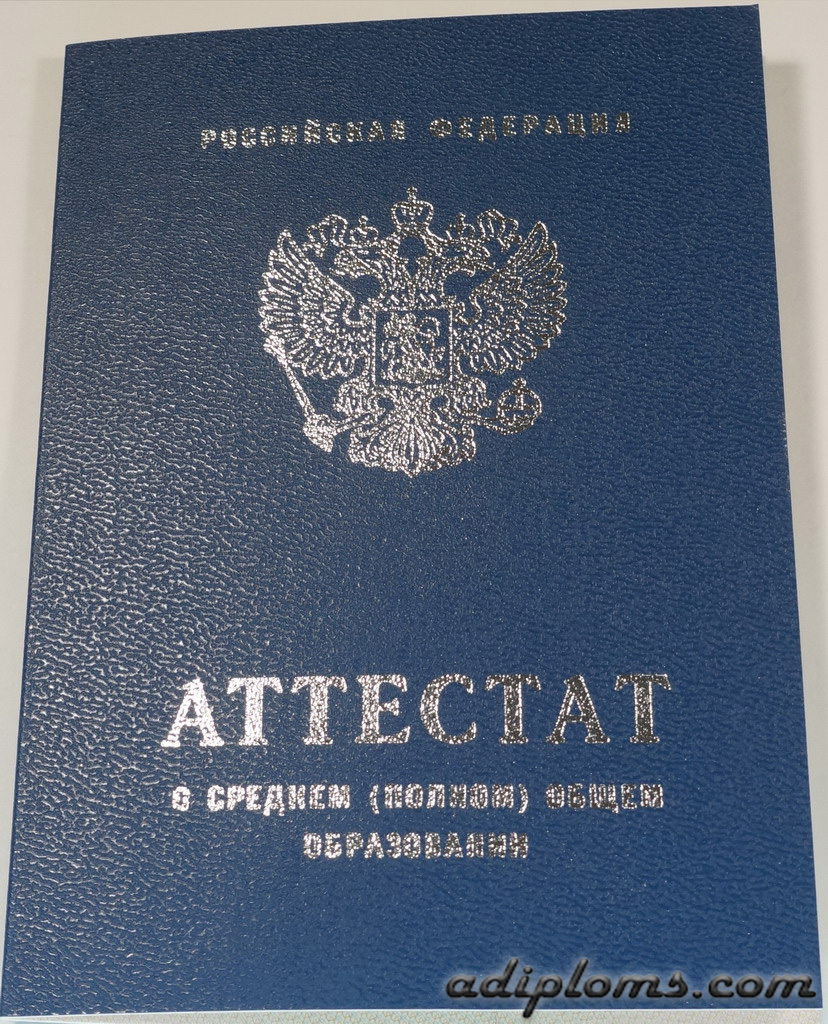 РОССИЙСКАЯ ФЕДЕРАЦИЯ
АТТЕСТАТ
О СРЕДНЕМ (ПОЛНОМ) ОБЩЕМ
ОБРАЗОВАНИИ
adiploms.com